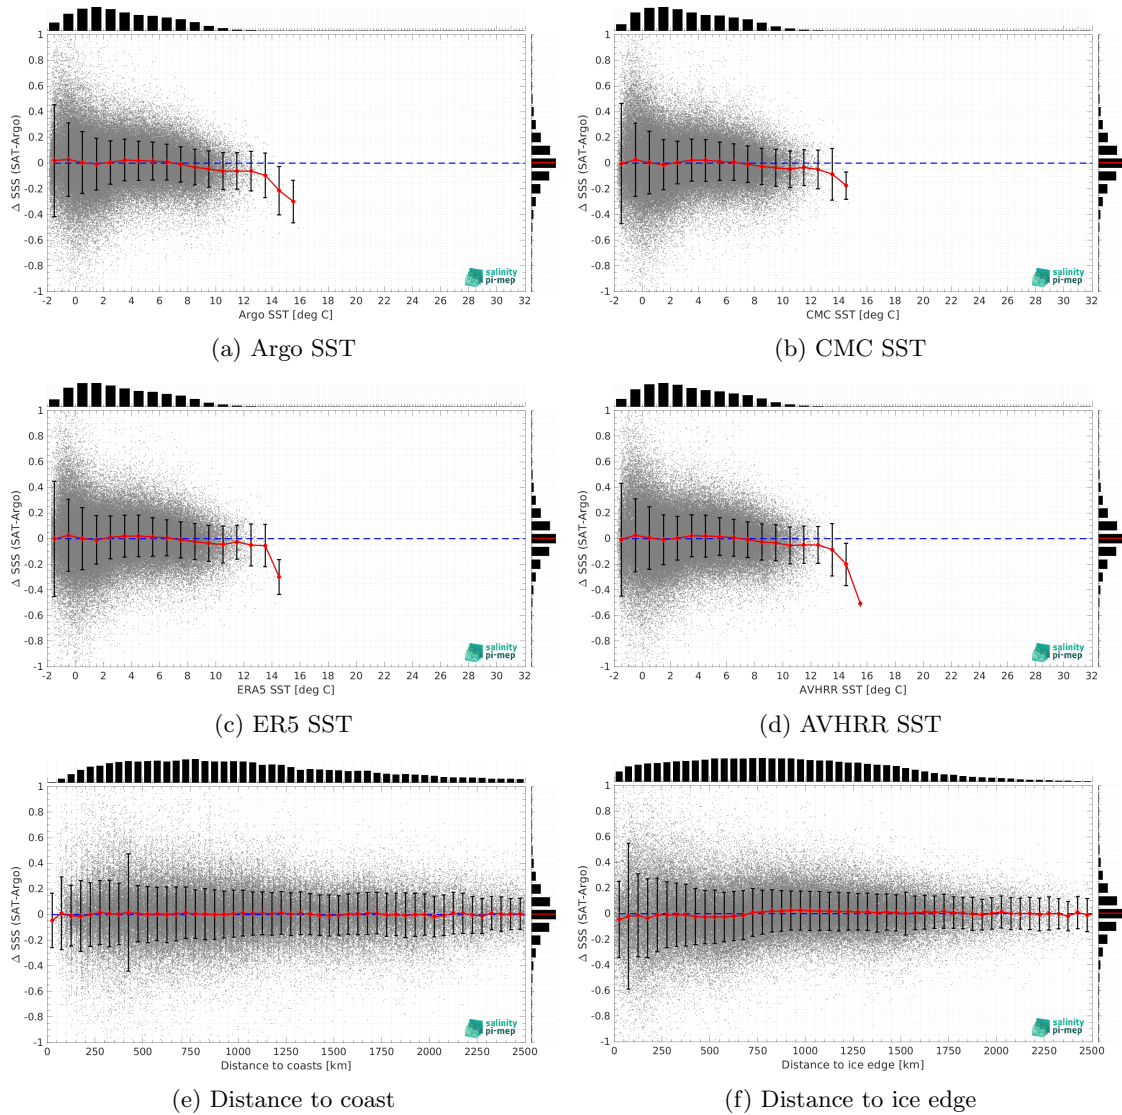 1
0.8
0.6
0.4
0.2
0
-0.2
-0.4
-0.6
-0.8
-1
Δ SSS (SAT-Argo)
salinity
pi-mep
-2 0 2 4 6 8 10 12 14 16 18 20 22 24 26 28 30 32
Argo SST [deg C]
(a) Argo SST
1
0.8
0.6
0.4
0.2
0
-0.2
-0.4
-0.6
-0.8
-1
Δ SSS (SAT-Argo)
salinity
pi-mep
-2 0 2 4 6 8 10 12 14 16 18 20 22 24 26 28 30 32
CMC SST [deg C]
(b) CMC SST
1
0.8
0.6
0.4
0.2
0
-0.2
-0.4
-0.6
-0.8
-1
Δ SSS (SAT-Argo)
salinity
pi-mep
-2 0 2 4 6 8 10 12 14 16 18 20 22 24 26 28 30 32
ERA5 SST [deg C]
(c) ER5 SST
1
0.8
0.6
0.4
0.2
0
-0.2
-0.4
-0.6
-0.8
-1
Δ SSS (SAT-Argo)
salinity
pi-mep
-2 0 2 4 6 8 10 12 14 16 18 20 22 24 26 28 30 32
AVHRR SST [deg C]
(d) AVHRR SST
1
0.8
0.6
0.4
0.2
0
-0.2
-0.4
-0.6
-0.8
-1
Δ SSS (SAT-Argo)
salinity
pi-mep
0 250 500 750 1000 1250 1500 1750 2000 2250 2500
Distance to coasts [km]
(e) Distance to coast
1
0.8
0.6
0.4
0.2
0
-0.2
-0.4
-0.6
-0.8
-1
Δ SSS (SAT-Argo)
salinity
pi-mep
0 250 500 750 1000 1250 1500 1750 2000 2250 2500
Distance to ice edge [km]
(f) Distance to ice edge